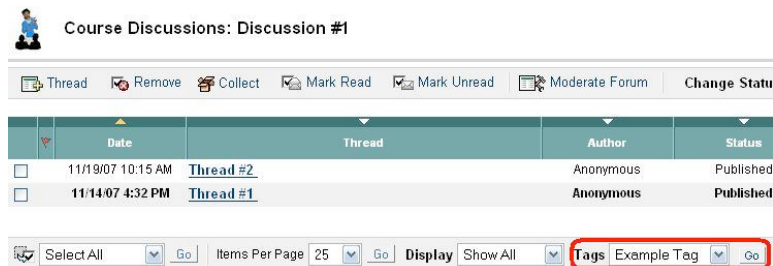 Course Discussions: Discussion #1
Thread Remove Collect Mark Read Mark Unread Moderate Forum Change Statu
Date Thread Author Status
11/19/07 10:15 AM Thread #2 Anonymous Published
11/14/07 4:32 PM Thread #1 Anonymous Published
Select All Go Items Per Page 25 Go Display Show All Tags Example Tag Go